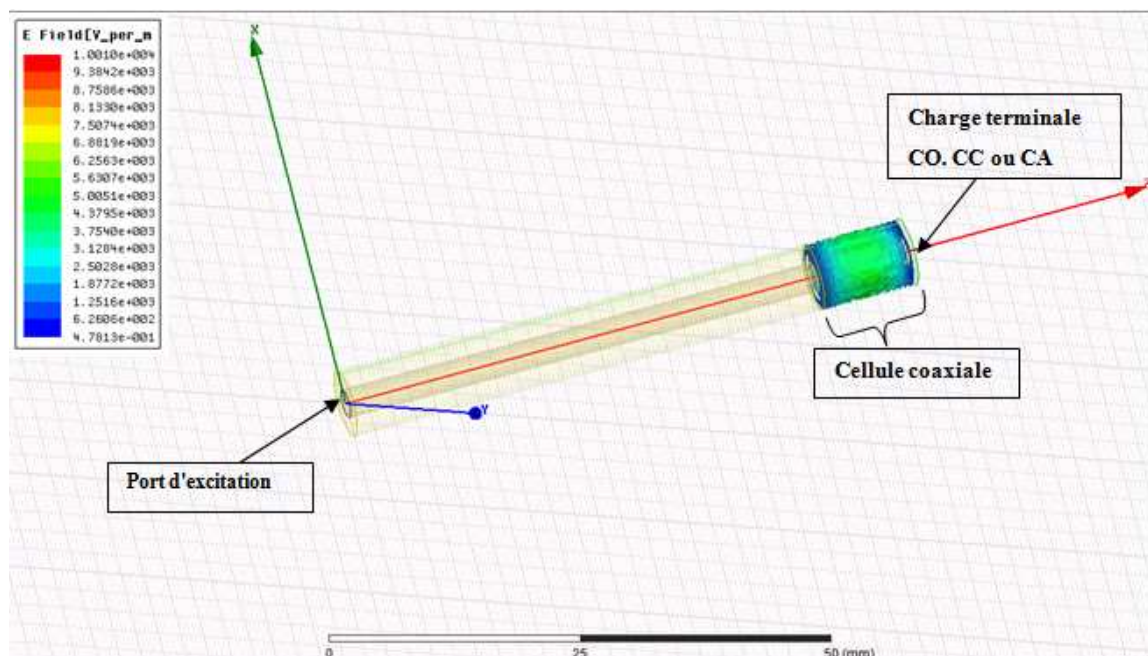 E Field[V_per_m
1.0010e+004
9.3842e+003
8.7586e+003
8.1330e+003
7.5074e+003
6.8819e+003
6.2563e+003
5.6307e+003
5.0051e+003
4.3795e+003
3.7540e+003
3.1284e+003
2.5028e+003
1.8772e+003
1.2516e+003
6.2606e+002
4.7813e-001
X
Charge terminale
CO. CC ou CA
Cellule coaxiale
Y
Port d'excitation
0
25
50 (mm)